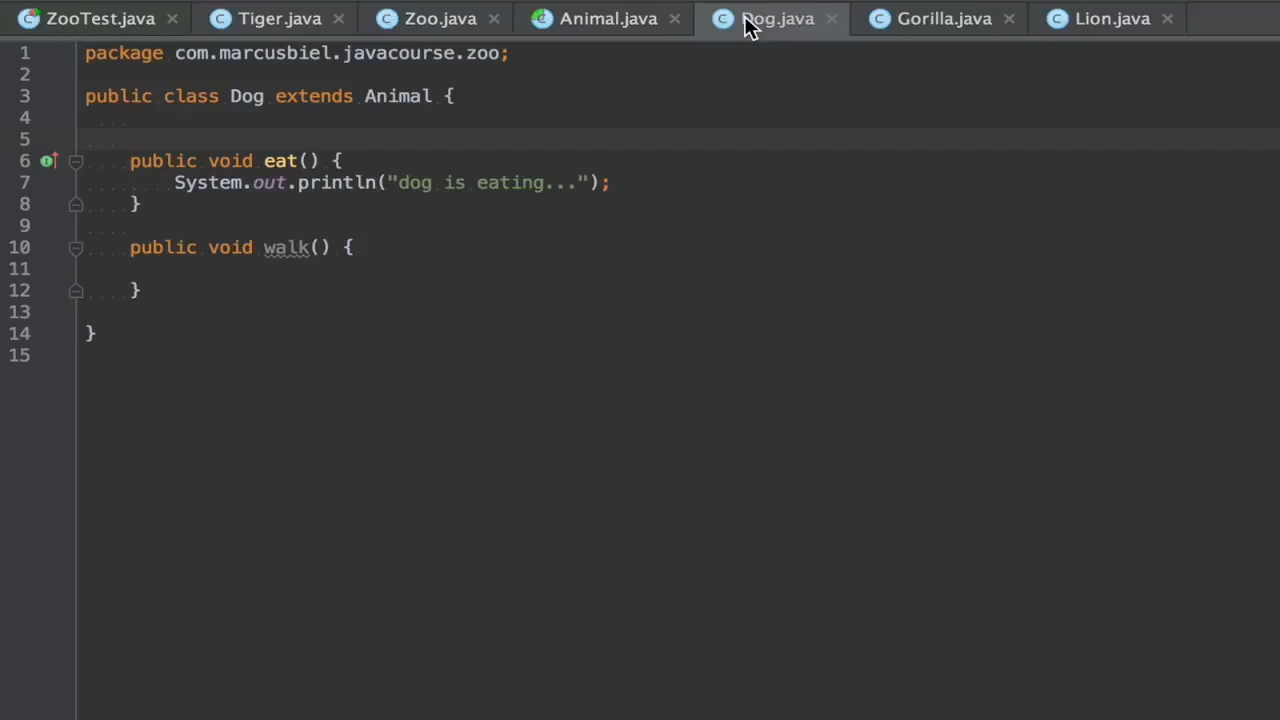 ZooTest.java Tiger.java Zoo.java Animal.java Dog.java Gorilla.java Lion.java
1 package com.marcusbiel.javacourse.zoo;
2
3 public class Dog extends Animal {
4
5
6 public void eat() {
7 System.out.println("dog is eating...");
8 }
9
10 public void walk() {
11
12 }
13
14 }
15